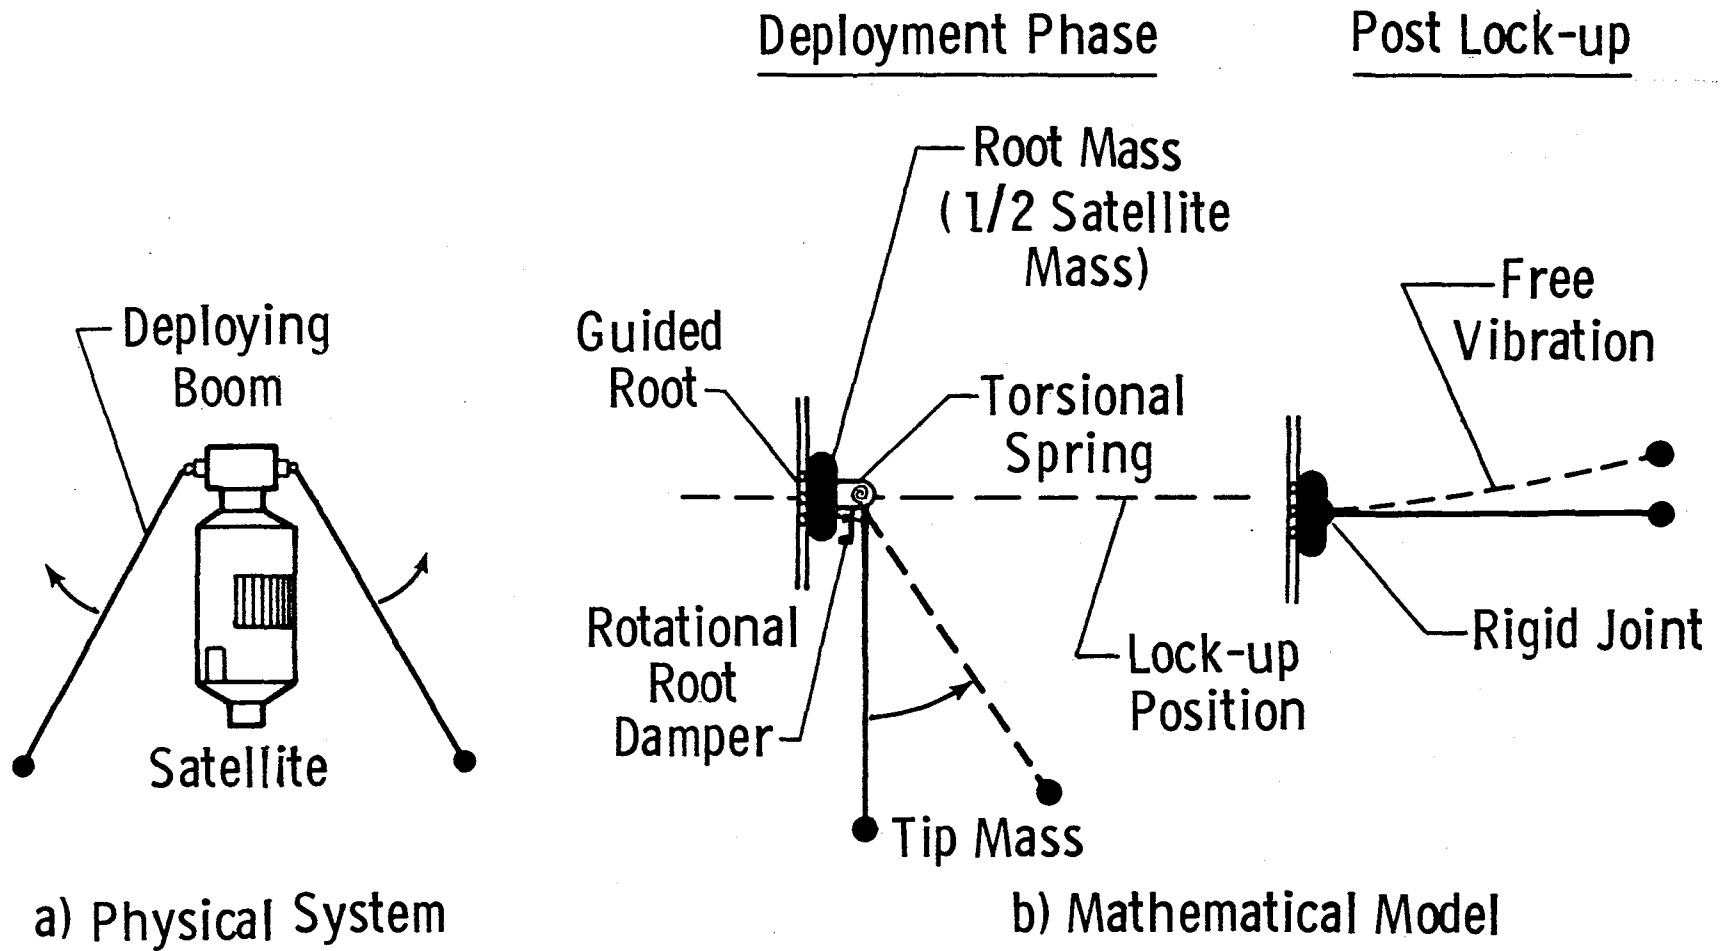 Deployment Phase
Post Lock-up
Root Mass
(1/2 Satellite
Mass)
Free
Vibration
Guided
Root
Deploying
Boom
Torsional
Spring
Rotational
Root
Damper
Lock-up
Position
Rigid Joint
Satellite
Tip Mass
a) Physical System
b) Mathematical Model